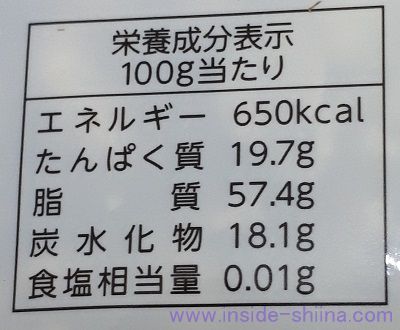 栄養成分表示
100g当たり
エネルギー 650kcal
たんぱく質 19.7g
脂質 57.4g
炭水化物 18.1g
食塩相当量 0.01g
www.inside-shiina.com